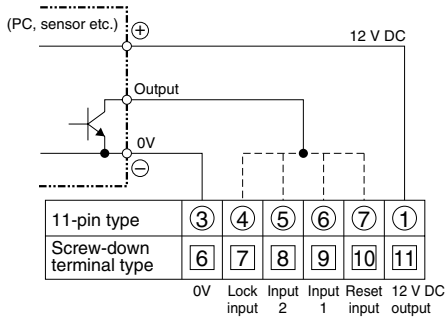 (PC, sensor etc.)
⊕
12 V DC
Output
0V
⊖
11-pin type ③ ④ ⑤ ⑥ ⑦ ①
Screw-down
terminal type 6 7 8 9 10 11
0V Lock Input Input Reset 12 V DC
input 2 1 input output